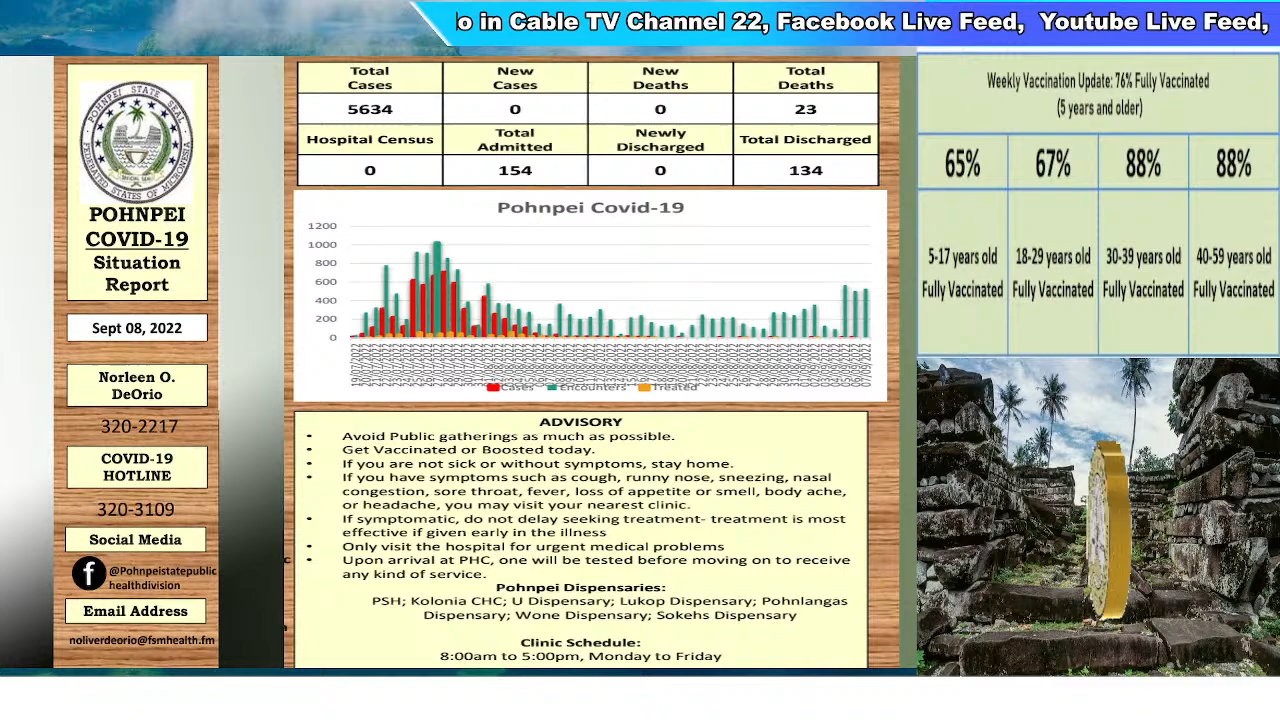 o in Cable TV Channel 22, Facebook Live Feed, Youtube Live Feed,
POHNPEI STATE SEAL
FEDERATED STATES OF MICRONESIA
POHNPEI
COVID-19
Situation
Report
Sept 08, 2022
Norleen O.
DeOrio
320-2217
COVID-19
HOTLINE
320-3109
Social Media
f @Pohnpeistatepublic
healthdivision
Email Address
noliverdeorio@fsmhealth.fm
Total Cases New Cases New Deaths Total Deaths
5634 0 0 23
Hospital Census Total Admitted Newly Discharged Total Discharged
0 154 0 134
Pohnpei Covid-19
1200
1000
800
600
400
200
0
Cases Encounters Treated
ADVISORY
• Avoid Public gatherings as much as possible.
• Get Vaccinated or Boosted today.
• If you are not sick or without symptoms, stay home.
• If you have symptoms such as cough, runny nose, sneezing, nasal
congestion, sore throat, fever, loss of appetite or smell, body ache,
or headache, you may visit your nearest clinic.
• If symptomatic, do not delay seeking treatment- treatment is most
effective if given early in the illness
• Only visit the hospital for urgent medical problems
• Upon arrival at PHC, one will be tested before moving on to receive
any kind of service.
Pohnpei Dispensaries:
PSH; Kolonia CHC; U Dispensary; Lukop Dispensary; Pohnlangas
Dispensary; Wone Dispensary; Sokehs Dispensary
Clinic Schedule:
8:00am to 5:00pm, Monday to Friday
Weekly Vaccination Update: 76% Fully Vaccinated
(5 years and older)
65% 67% 88% 88%
5-17 years old 18-29 years old 30-39 years old 40-59 years old
Fully Vaccinated Fully Vaccinated Fully Vaccinated Fully Vaccinated